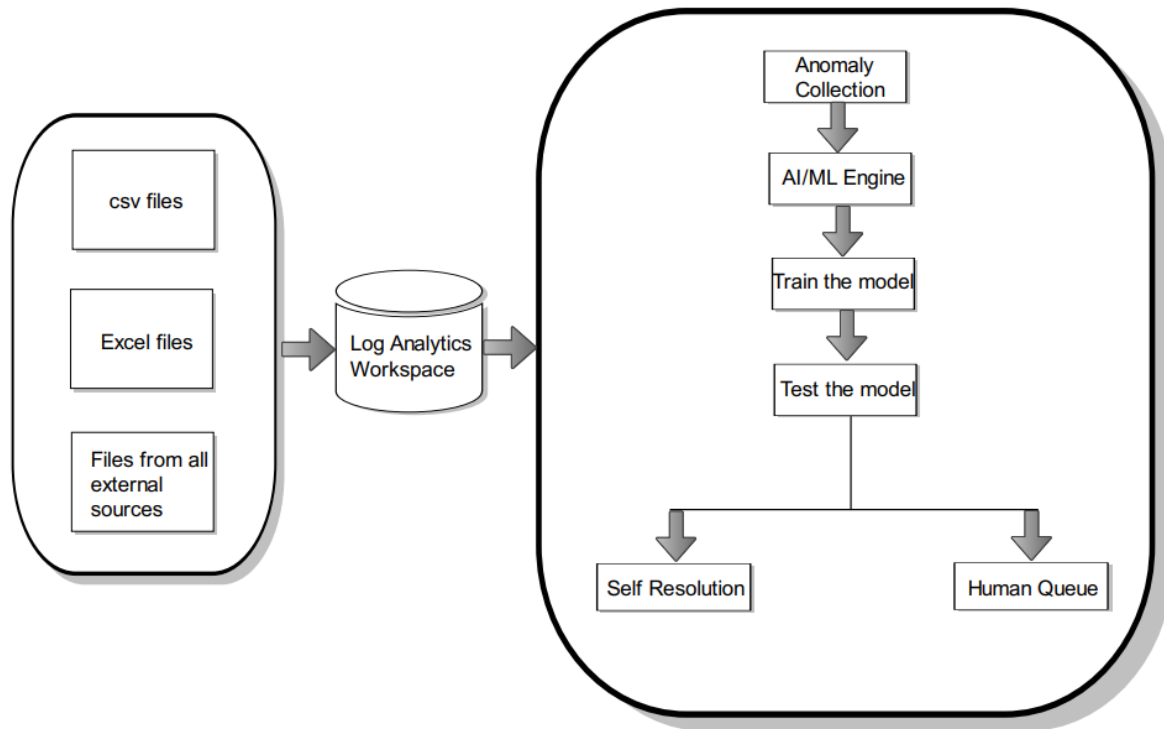 csv files
Excel files
Files from all
external
sources
Log Analytics
Workspace
Anomaly
Collection
AI/ML Engine
Train the model
Test the model
Self Resolution
Human Queue